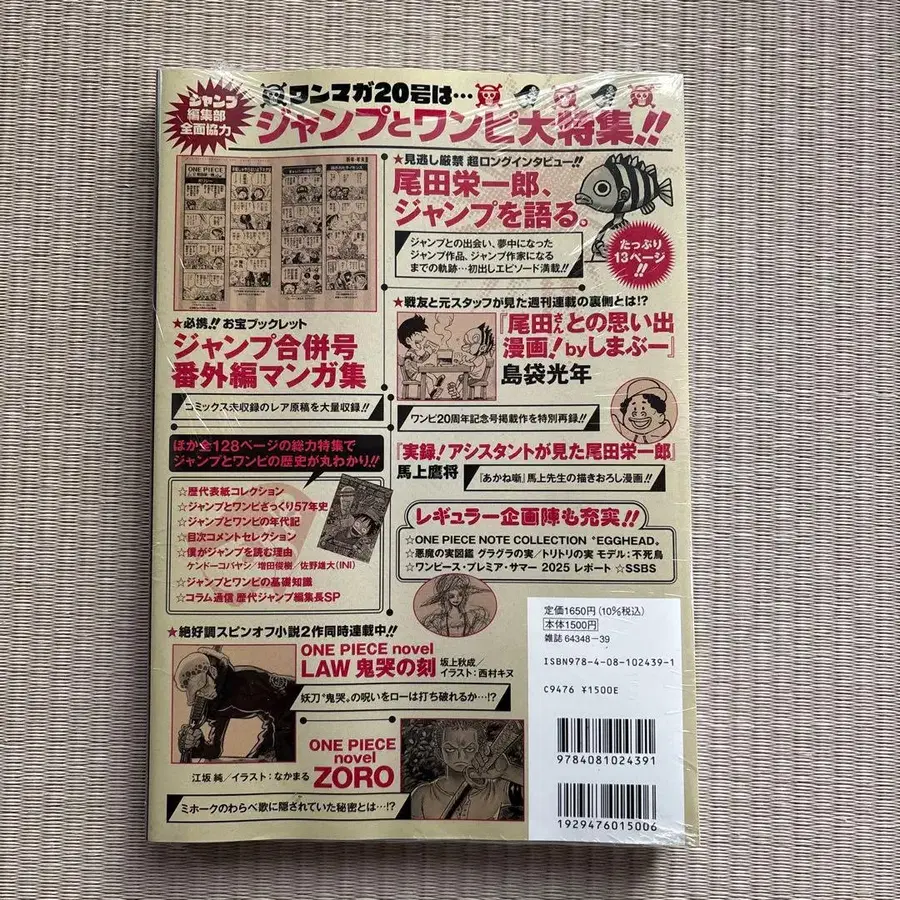 ジャンプ
編集部
全面協力
ワンマガ20号は…
ジャンプとワンピ大特集!!
ONE PIECE
★見逃し厳禁 超ロングインタビュー!!
尾田栄一郎、
ジャンプを語る。
ジャンプとの出会い、夢中になった
ジャンプ作品、ジャンプ作家になる
までの軌跡…初出しエピソード満載!!
たっぷり
13ページ
!!
★必携!! お宝ブックレット
ジャンプ合併号
番外編マンガ集
コミックス未収録のレア原稿を大量収録!!
★戦友と元スタッフが見た週刊連載の裏側とは!?
『尾田さんとの思い出
漫画!byしまぶー』
島袋光年
ワンピ20周年記念号掲載作を特別再録!!
『実録!アシスタントが見た尾田栄一郎』
馬上鷹将
『あかね噺』馬上先生の描きおろし漫画!!
ほか全128ページの総力特集で
ジャンプとワンピの歴史が丸わかり!!
☆歴代表紙コレクション
☆ジャンプとワンピざっくり57年史
☆ジャンプとワンピの年代記
☆目次コメントセレクション
☆僕がジャンプを読む理由
ケンドーコバヤシ/増田俊樹/佐野雄大(INI)
☆ジャンプとワンピの基礎知識
☆コラム通信 歴代ジャンプ編集長SP
レギュラー企画陣も充実!!
☆ONE PIECE NOTE COLLECTION "EGGHEAD"
☆悪魔の実図鑑 グラグラの実/トリトリの実 モデル:不死鳥
☆ワンピース・プレミア・サマー 2025 レポート ☆SSBS
★絶好調スピンオフ小説2作同時連載中!!
ONE PIECE novel
LAW 鬼哭の刻
坂上秋成/
イラスト:西村キヌ
妖刀"鬼哭"の呪いをローは打ち破れるか…!?
ONE PIECE
novel
ZORO
江坂 純/イラスト:なかまる
ミホークのわらべ歌に隠されていた秘密とは…!?
定価1650円(10%税込)
本体1500円
雑誌 64348-39
ISBN978-4-08-102439-1
C9476 ¥1500E
9784081024391
1929476015006